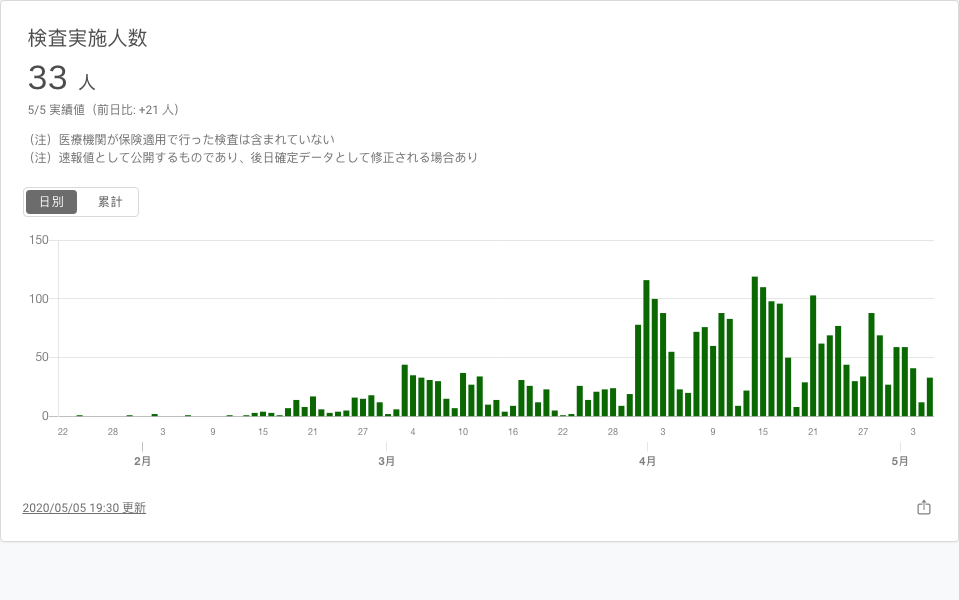 検査実施人数
33 人
5/5 実績値（前日比: +21 人）
（注）医療機関が保険適用で行った検査は含まれていない
（注）速報値として公開するものであり、後日確定データとして修正される場合あり
日別 累計
150
100
50
0
22 28 3 9 15 21 27 4 10 16 22 28 3 9 15 21 27 3
2月 3月 4月 5月
2020/05/05 19:30 更新